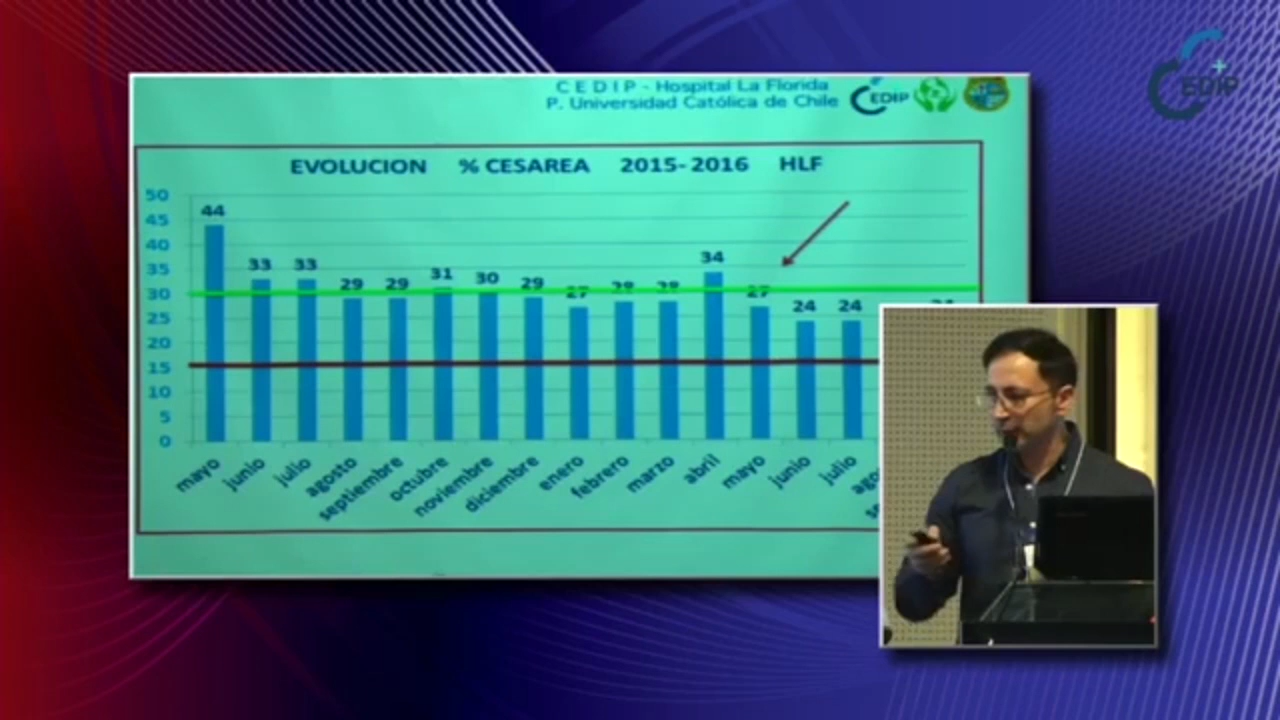 C E D I P - Hospital La Florida
P. Universidad Católica de Chile
CEDIP
CEDIP
EVOLUCION % CESAREA 2015-2016 HLF
50
45
40
35
30
25
20
15
10
5
0
44
33
33
29
29
31
30
29
27
28
28
34
27
24
24
mayo
junio
julio
agosto
septiembre
octubre
noviembre
diciembre
enero
febrero
marzo
abril
mayo
junio
julio